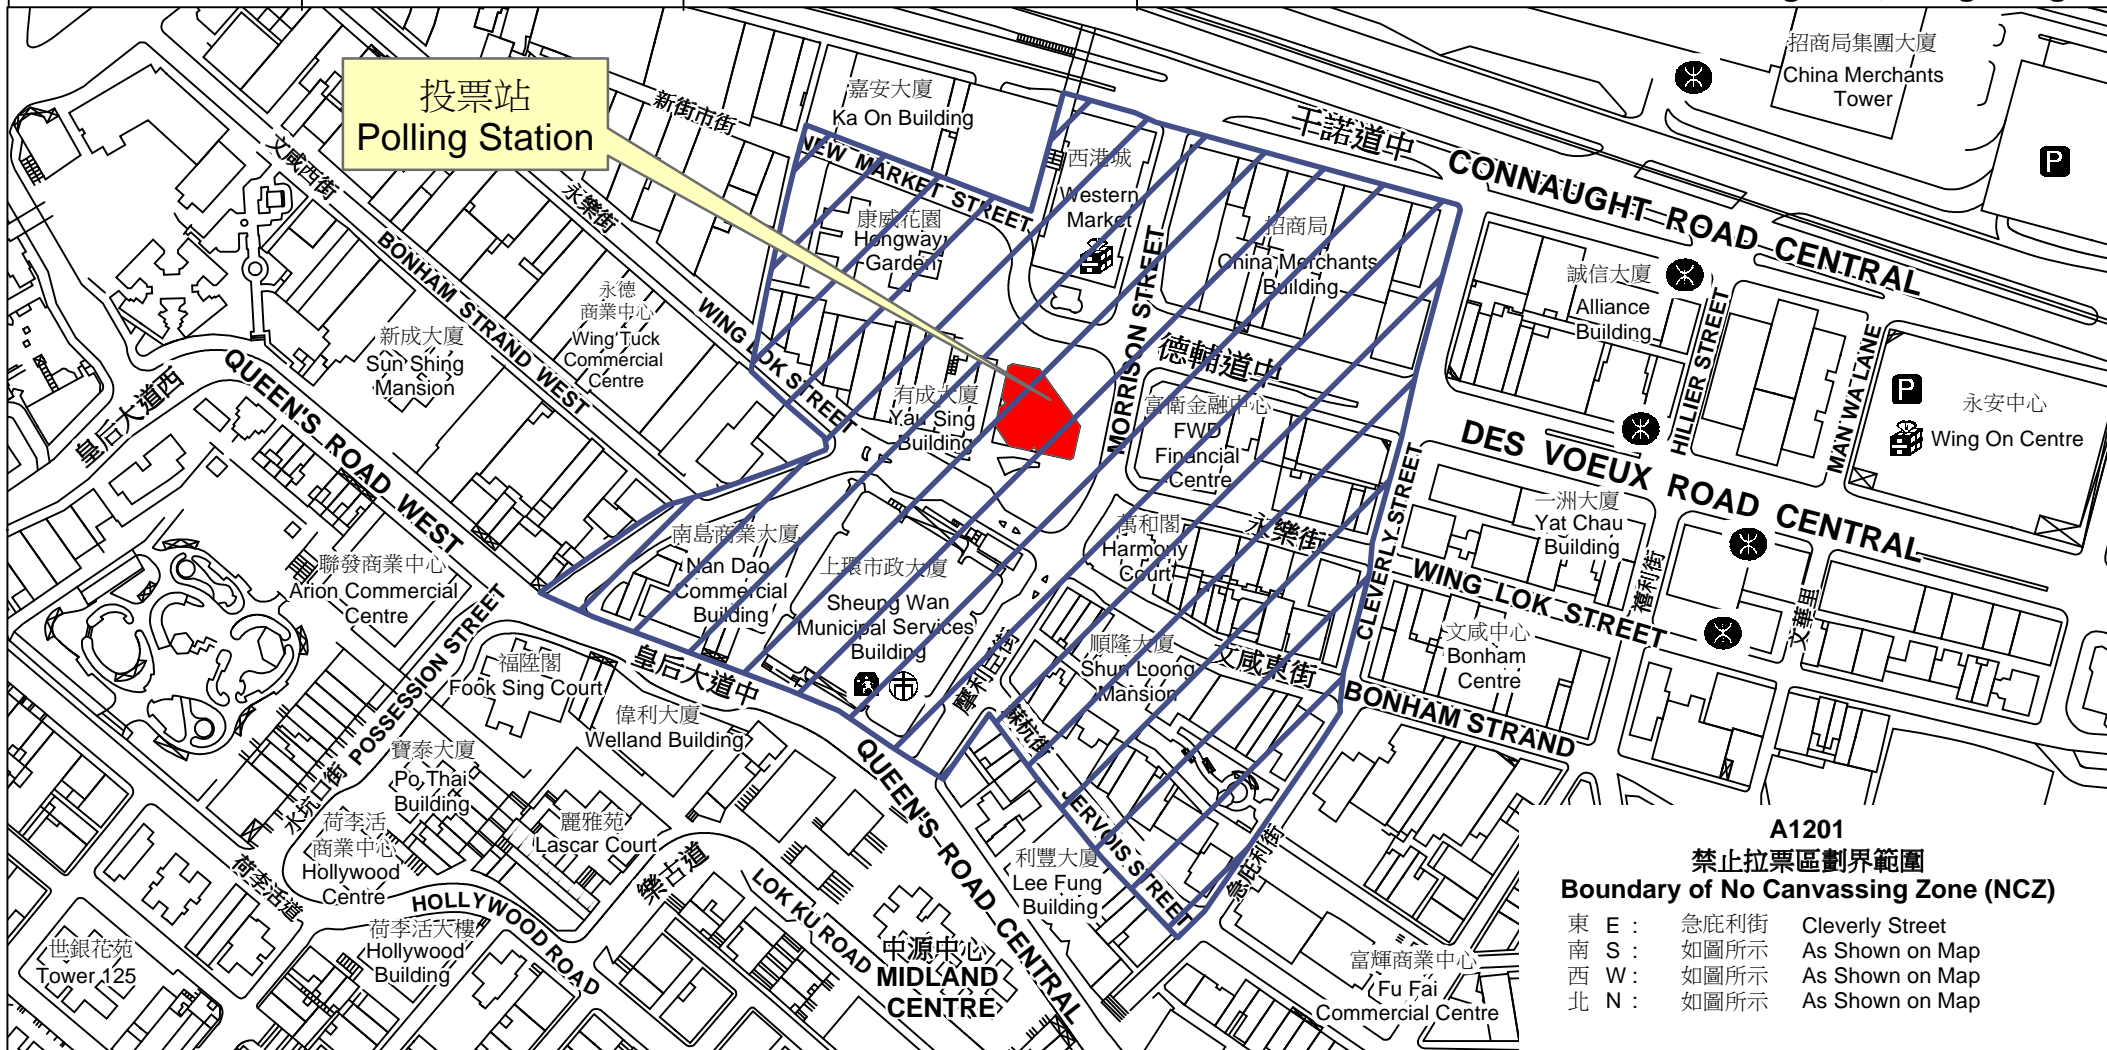 招商局集團大廈
China Merchants
Tower
投票站
Polling Station
嘉安大廈
Ka On Building
新街市街
NEW MARKET STREET
西港城
Western
Market
干諾道中
CONNAUGHT ROAD CENTRAL
文咸西街
永樂街
康威花園
Hongway
Garden
招商局
China Merchants
Building
MORRISON STREET
誠信大廈
Alliance
Building
HILLIER STREET
MAN WA LANE
BONHAM STRAND WEST
永德
商業中心
Wing Tuck
Commercial
Centre
WING LOK STREET
新成大廈
Sun Shing
Mansion
QUEEN'S ROAD WEST
皇后大道西
德輔道中
DES VOEUX ROAD CENTRAL
有成大廈
Yau Sing
Building
富衛金融中心
FWD
Financial
Centre
永安中心
Wing On Centre
CLEVERLY STREET
一洲大廈
Yat Chau
Building
南島商業大廈
Nan Dao
Commercial
Building
上環市政大廈
Sheung Wan
Municipal Services
Building
萬和閣
Harmony
Court
永樂街
WING LOK STREET
禧利街
文華里
聯發商業中心
Arion Commercial
Centre
POSSESSION STREET
水坑口街
福陞閣
Fook Sing Court
皇后大道中
QUEEN'S ROAD CENTRAL
摩利臣街
順隆大廈
Shun Loong
Mansion
文咸東街
BONHAM STRAND
文咸中心
Bonham
Centre
偉利大廈
Welland Building
蘇杭街
JERVOIS STREET
寶泰大廈
Po Thai
Building
荷李活
商業中心
Hollywood
Centre
麗雅苑
Lascar Court
樂古道
LOK KU ROAD
荷李活道
HOLLYWOOD ROAD
荷李活大樓
Hollywood
Building
世銀花苑
Tower 125
利豐大廈
Lee Fung
Building
急庇利街
中源中心
MIDLAND
CENTRE
富輝商業中心
Fu Fai
Commercial Centre
P
P
A1201
禁止拉票區劃界範圍
Boundary of No Canvassing Zone (NCZ)
東 E : 急庇利街 Cleverly Street
南 S : 如圖所示 As Shown on Map
西 W : 如圖所示 As Shown on Map
北 N : 如圖所示 As Shown on Map